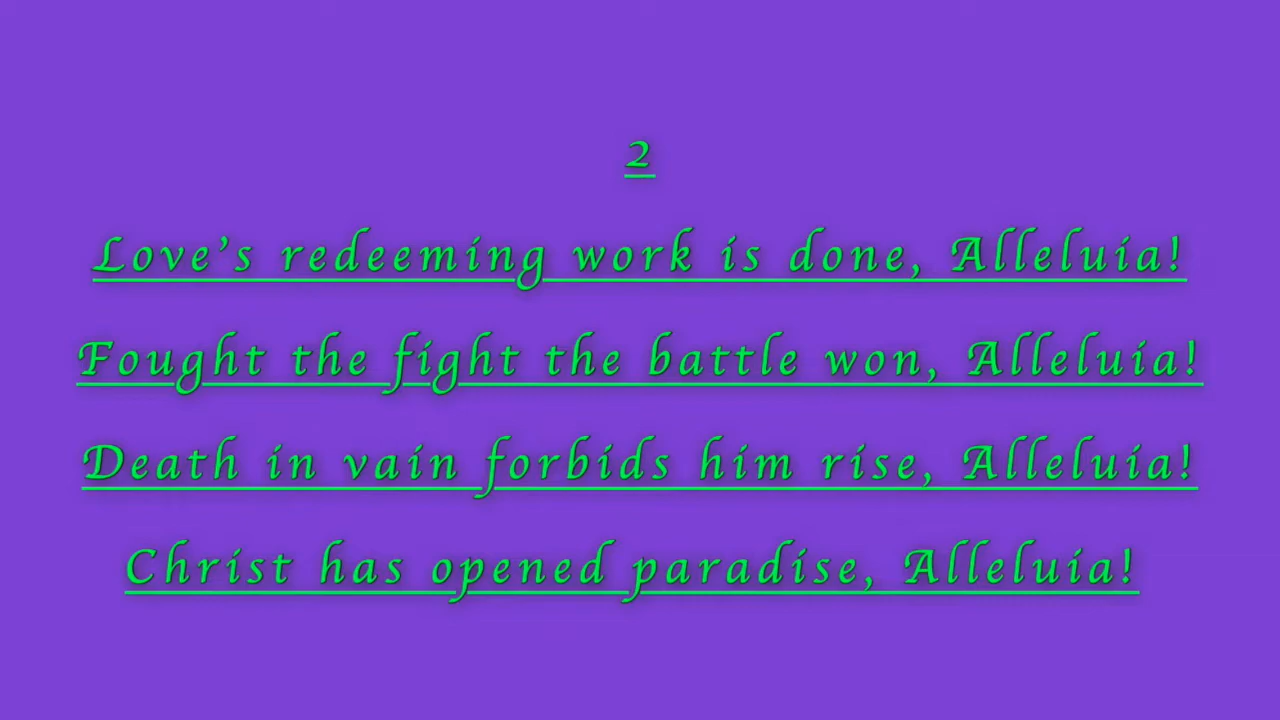 2
Love’s redeeming work is done, Alleluia!
Fought the fight the battle won, Alleluia!
Death in vain forbids him rise, Alleluia!
Christ has opened paradise, Alleluia!